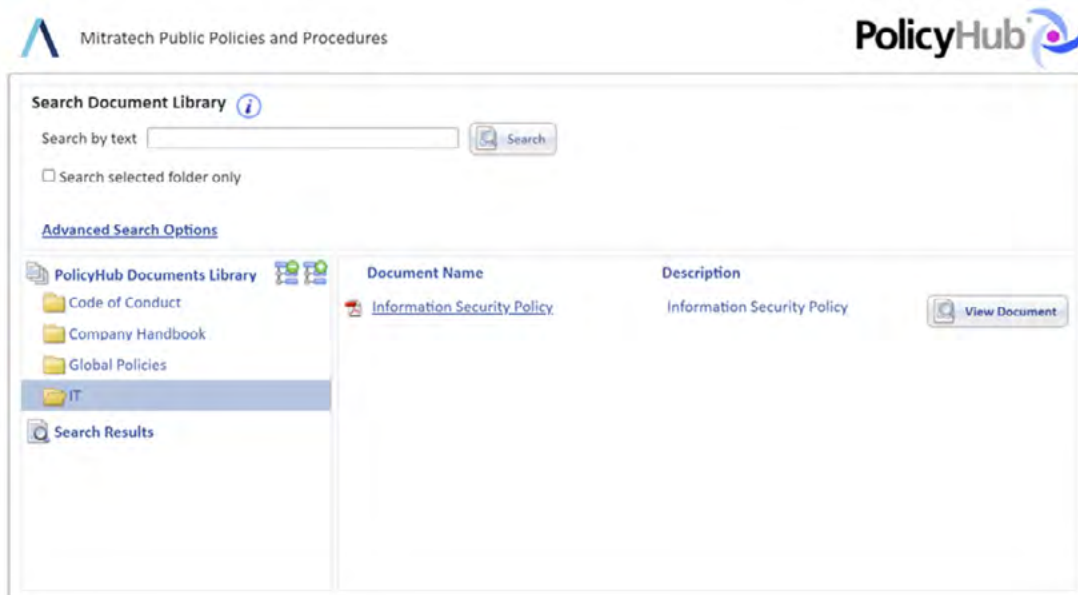 Mitratech Public Policies and Procedures
PolicyHub
Search Document Library i
Search by text
Search
Search selected folder only
Advanced Search Options
PolicyHub Documents Library
Code of Conduct
Company Handbook
Global Policies
IT
Search Results
Document Name Description
Information Security Policy Information Security Policy View Document